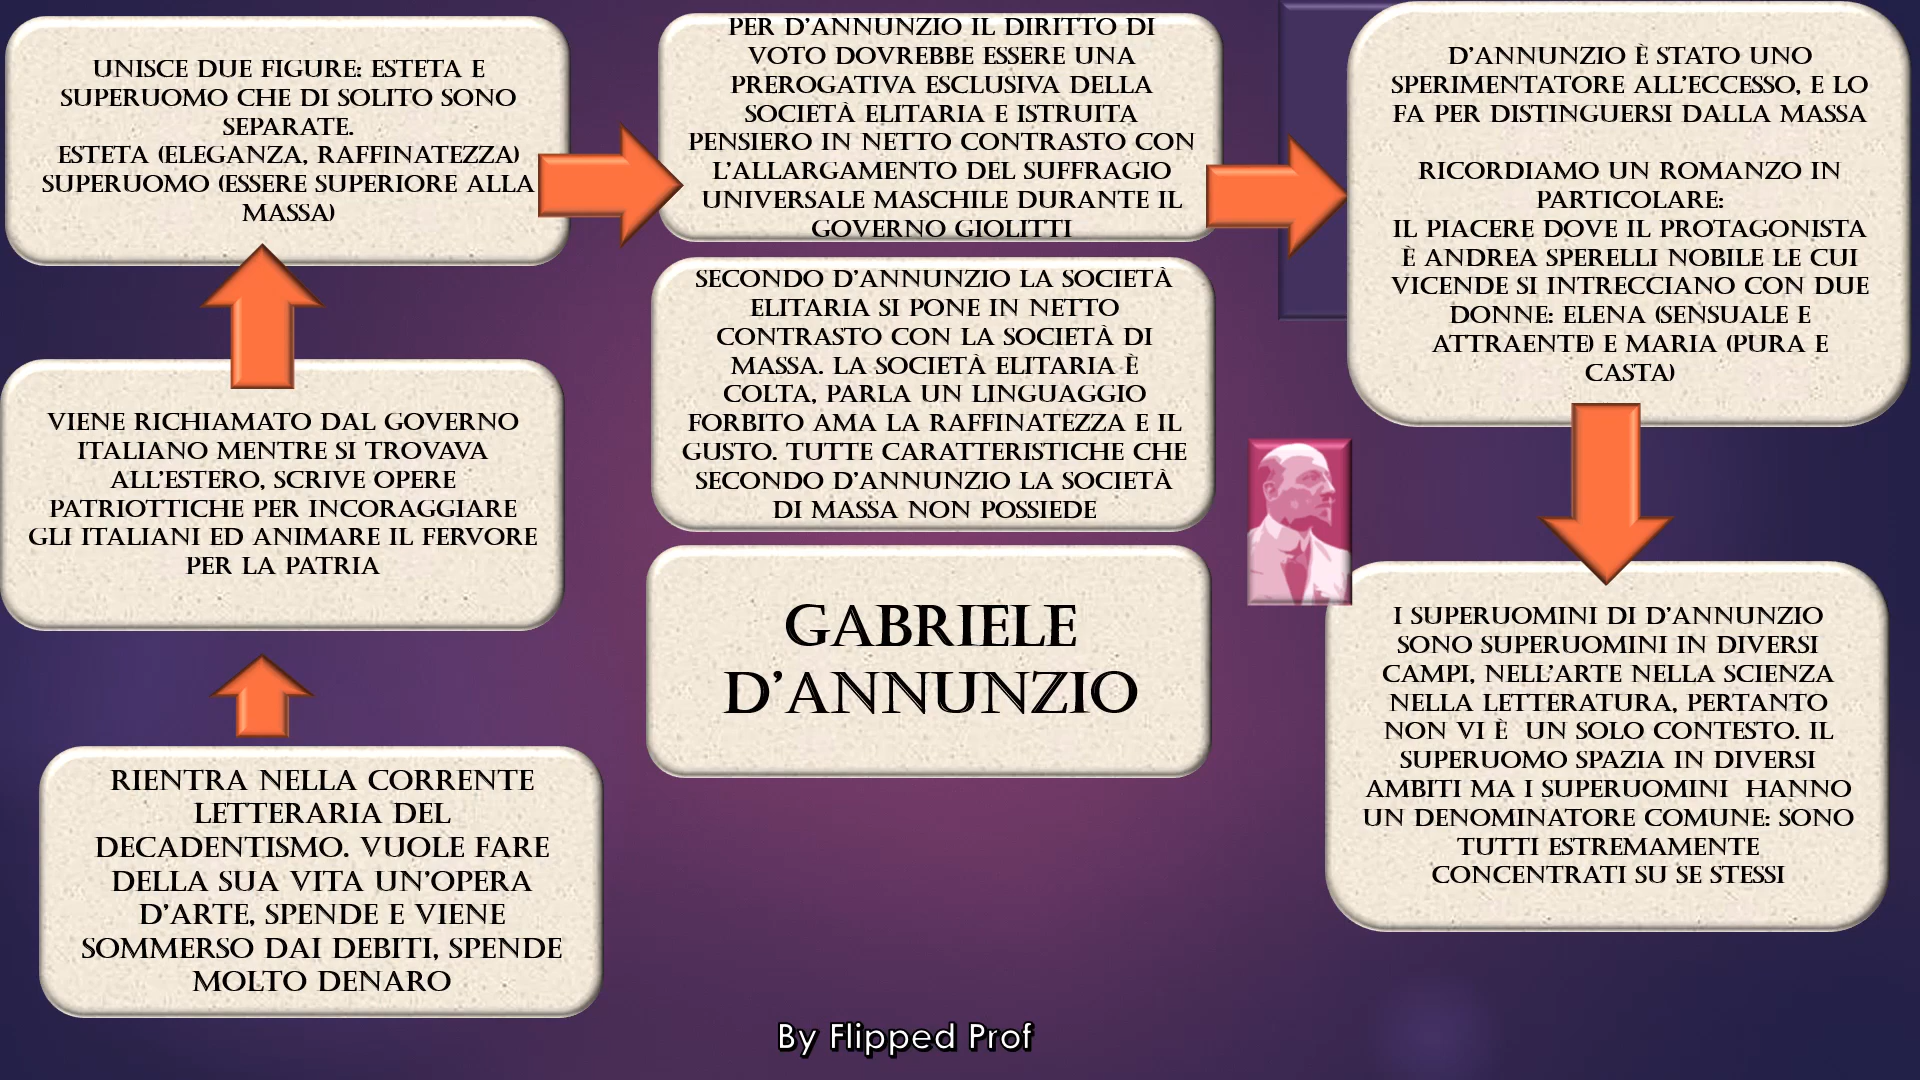 UNISCE DUE FIGURE: ESTETA E
SUPERUOMO CHE DI SOLITO SONO
SEPARATE.
ESTETA (ELEGANZA, RAFFINATEZZA)
SUPERUOMO (ESSERE SUPERIORE ALLA
MASSA)
PER D’ANNUNZIO IL DIRITTO DI
VOTO DOVREBBE ESSERE UNA
PREROGATIVA ESCLUSIVA DELLA
SOCIETÀ ELITARIA E ISTRUITA
PENSIERO IN NETTO CONTRASTO CON
L’ALLARGAMENTO DEL SUFFRAGIO
UNIVERSALE MASCHILE DURANTE IL
GOVERNO GIOLITTI
D’ANNUNZIO È STATO UNO
SPERIMENTATORE ALL’ECCESSO, E LO
FA PER DISTINGUERSI DALLA MASSA
RICORDIAMO UN ROMANZO IN
PARTICOLARE:
IL PIACERE DOVE IL PROTAGONISTA
È ANDREA SPERELLI NOBILE LE CUI
VICENDE SI INTRECCIANO CON DUE
DONNE: ELENA (SENSUALE E
ATTRAENTE) E MARIA (PURA E
CASTA)
SECONDO D’ANNUNZIO LA SOCIETÀ
ELITARIA SI PONE IN NETTO
CONTRASTO CON LA SOCIETÀ DI
MASSA. LA SOCIETÀ ELITARIA È
COLTA, PARLA UN LINGUAGGIO
FORBITO AMA LA RAFFINATEZZA E IL
GUSTO. TUTTE CARATTERISTICHE CHE
SECONDO D’ANNUNZIO LA SOCIETÀ
DI MASSA NON POSSIEDE
VIENE RICHIAMATO DAL GOVERNO
ITALIANO MENTRE SI TROVAVA
ALL’ESTERO, SCRIVE OPERE
PATRIOTTICHE PER INCORAGGIARE
GLI ITALIANI ED ANIMARE IL FERVORE
PER LA PATRIA
GABRIELE
D’ANNUNZIO
I SUPERUOMINI DI D’ANNUNZIO
SONO SUPERUOMINI IN DIVERSI
CAMPI, NELL’ARTE NELLA SCIENZA
NELLA LETTERATURA, PERTANTO
NON VI È UN SOLO CONTESTO. IL
SUPERUOMO SPAZIA IN DIVERSI
AMBITI MA I SUPERUOMINI HANNO
UN DENOMINATORE COMUNE: SONO
TUTTI ESTREMAMENTE
CONCENTRATI SU SE STESSI
RIENTRA NELLA CORRENTE
LETTERARIA DEL
DECADENTISMO. VUOLE FARE
DELLA SUA VITA UN’OPERA
D’ARTE, SPENDE E VIENE
SOMMERSO DAI DEBITI, SPENDE
MOLTO DENARO
By Flipped Prof